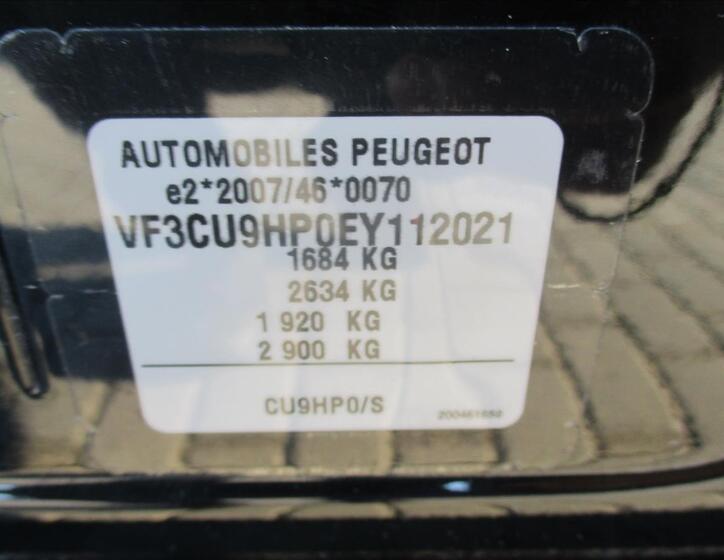 AUTOMOBILES PEUGEOT
e2*2007/46*0070
VF3CU9HP0EY112021
1684 KG
2634 KG
1 920 KG
2 900 KG
CU9HP0/S